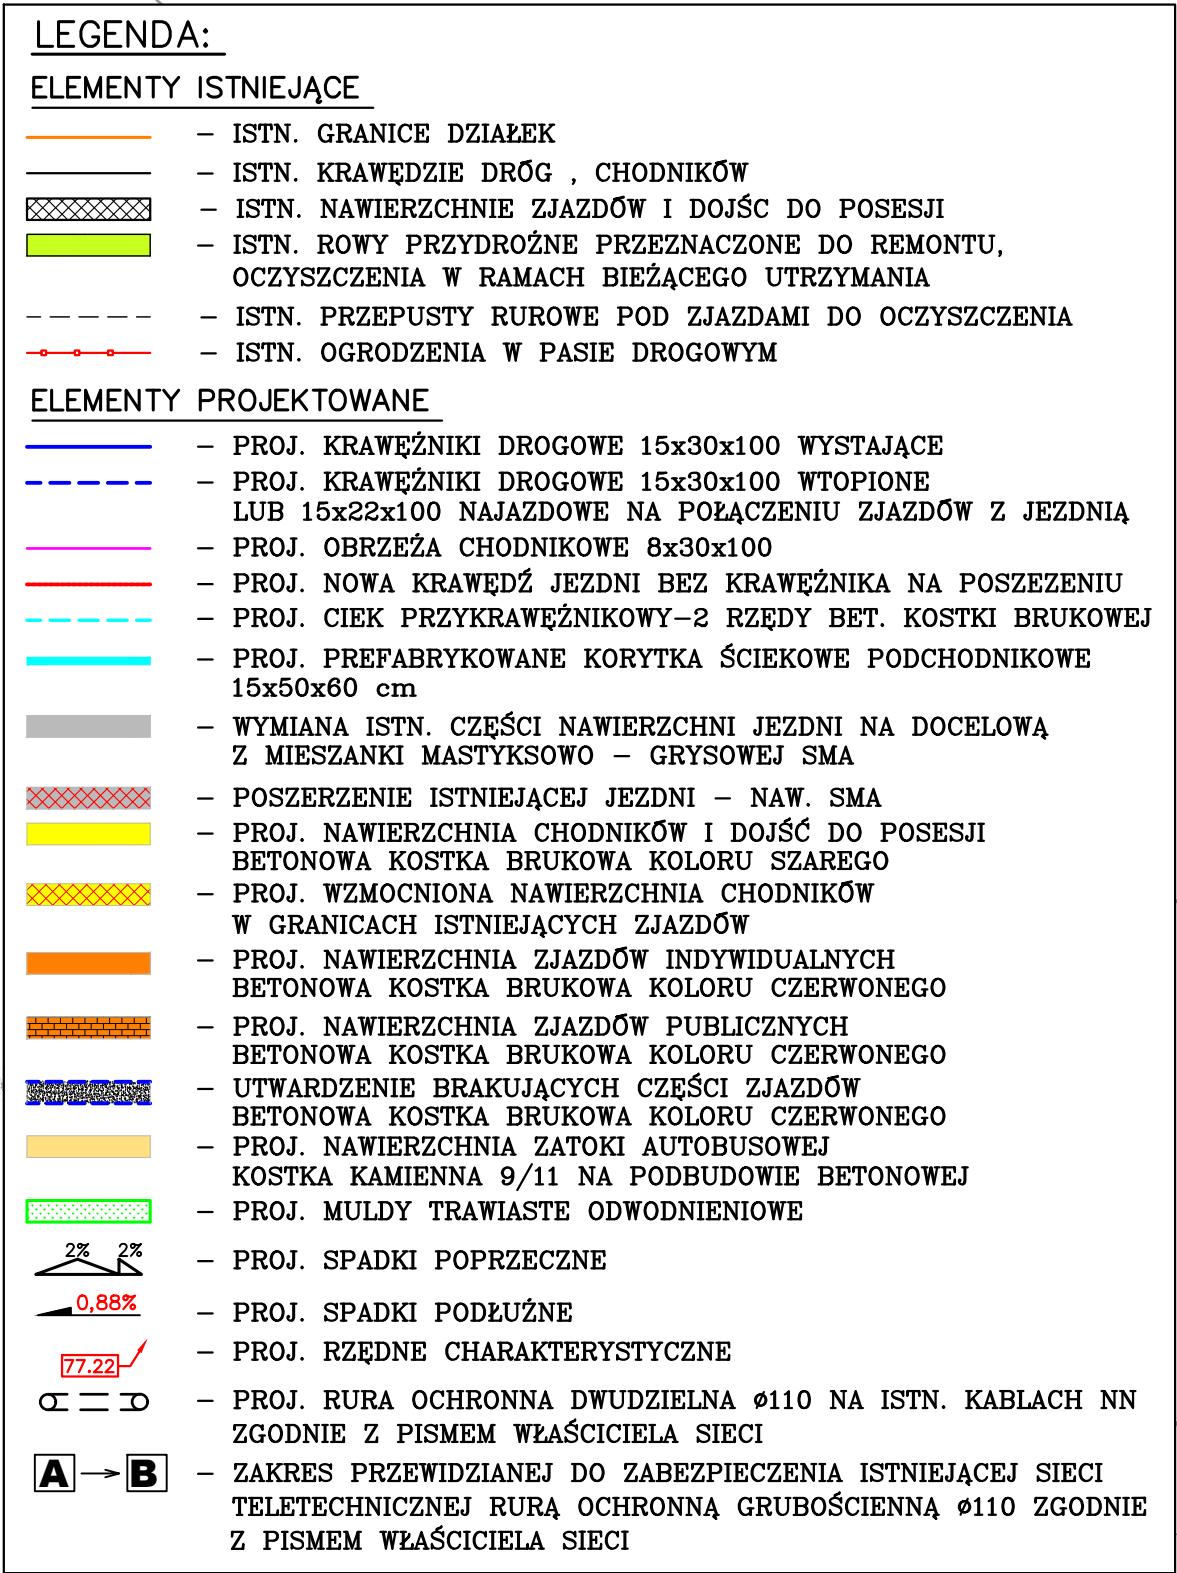 LEGENDA:
ELEMENTY ISTNIEJĄCE
– ISTN. GRANICE DZIAŁEK
– ISTN. KRAWĘDZIE DRÓG , CHODNIKÓW
– ISTN. NAWIERZCHNIE ZJAZDÓW I DOJŚC DO POSESJI
– ISTN. ROWY PRZYDROŻNE PRZEZNACZONE DO REMONTU,
OCZYSZCZENIA W RAMACH BIEŻĄCEGO UTRZYMANIA
– ISTN. PRZEPUSTY RUROWE POD ZJAZDAMI DO OCZYSZCZENIA
– ISTN. OGRODZENIA W PASIE DROGOWYM
ELEMENTY PROJEKTOWANE
– PROJ. KRAWĘŻNIKI DROGOWE 15x30x100 WYSTAJĄCE
– PROJ. KRAWĘŻNIKI DROGOWE 15x30x100 WTOPIONE
LUB 15x22x100 NAJAZDOWE NA POŁĄCZENIU ZJAZDÓW Z JEZDNIĄ
– PROJ. OBRZEŻA CHODNIKOWE 8x30x100
– PROJ. NOWA KRAWĘDŹ JEZDNI BEZ KRAWĘŻNIKA NA POSZEZENIU
– PROJ. CIEK PRZYKRAWĘŻNIKOWY–2 RZĘDY BET. KOSTKI BRUKOWEJ
– PROJ. PREFABRYKOWANE KORYTKA ŚCIEKOWE PODCHODNIKOWE
15x50x60 cm
– WYMIANA ISTN. CZĘŚCI NAWIERZCHNI JEZDNI NA DOCELOWĄ
Z MIESZANKI MASTYKSOWO – GRYSOWEJ SMA
– POSZERZENIE ISTNIEJĄCEJ JEZDNI – NAW. SMA
– PROJ. NAWIERZCHNIA CHODNIKÓW I DOJŚĆ DO POSESJI
BETONOWA KOSTKA BRUKOWA KOLORU SZAREGO
– PROJ. WZMOCNIONA NAWIERZCHNIA CHODNIKÓW
W GRANICACH ISTNIEJĄCYCH ZJAZDÓW
– PROJ. NAWIERZCHNIA ZJAZDÓW INDYWIDUALNYCH
BETONOWA KOSTKA BRUKOWA KOLORU CZERWONEGO
– PROJ. NAWIERZCHNIA ZJAZDÓW PUBLICZNYCH
BETONOWA KOSTKA BRUKOWA KOLORU CZERWONEGO
– UTWARDZENIE BRAKUJĄCYCH CZĘŚCI ZJAZDÓW
BETONOWA KOSTKA BRUKOWA KOLORU CZERWONEGO
– PROJ. NAWIERZCHNIA ZATOKI AUTOBUSOWEJ
KOSTKA KAMIENNA 9/11 NA PODBUDOWIE BETONOWEJ
– PROJ. MULDY TRAWIASTE ODWODNIENIOWE
2% 2% – PROJ. SPADKI POPRZECZNE
0,88% – PROJ. SPADKI PODŁUŻNE
77.22 – PROJ. RZĘDNE CHARAKTERYSTYCZNE
– PROJ. RURA OCHRONNA DWUDZIELNA ø110 NA ISTN. KABLACH NN
ZGODNIE Z PISMEM WŁAŚCICIELA SIECI
A → B – ZAKRES PRZEWIDZIANEJ DO ZABEZPIECZENIA ISTNIEJĄCEJ SIECI
TELETECHNICZNEJ RURĄ OCHRONNĄ GRUBOŚCIENNĄ ø110 ZGODNIE
Z PISMEM WŁAŚCICIELA SIECI